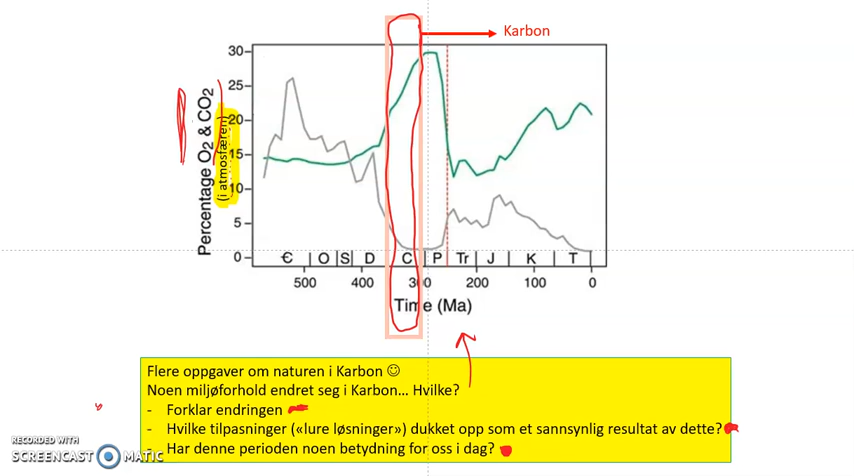 Karbon
30
25
20
15
10
5
0
Percentage O2 & CO2
(i atmosfæren)
€ O S D C P Tr J K T
500 400 300 200 100 0
Time (Ma)
Flere oppgaver om naturen i Karbon ☺
Noen miljøforhold endret seg i Karbon... Hvilke?
- Forklar endringen
- Hvilke tilpasninger («lure løsninger») dukket opp som et sannsynlig resultat av dette?
- Har denne perioden noen betydning for oss i dag?
RECORDED WITH
SCREENCAST MATIC